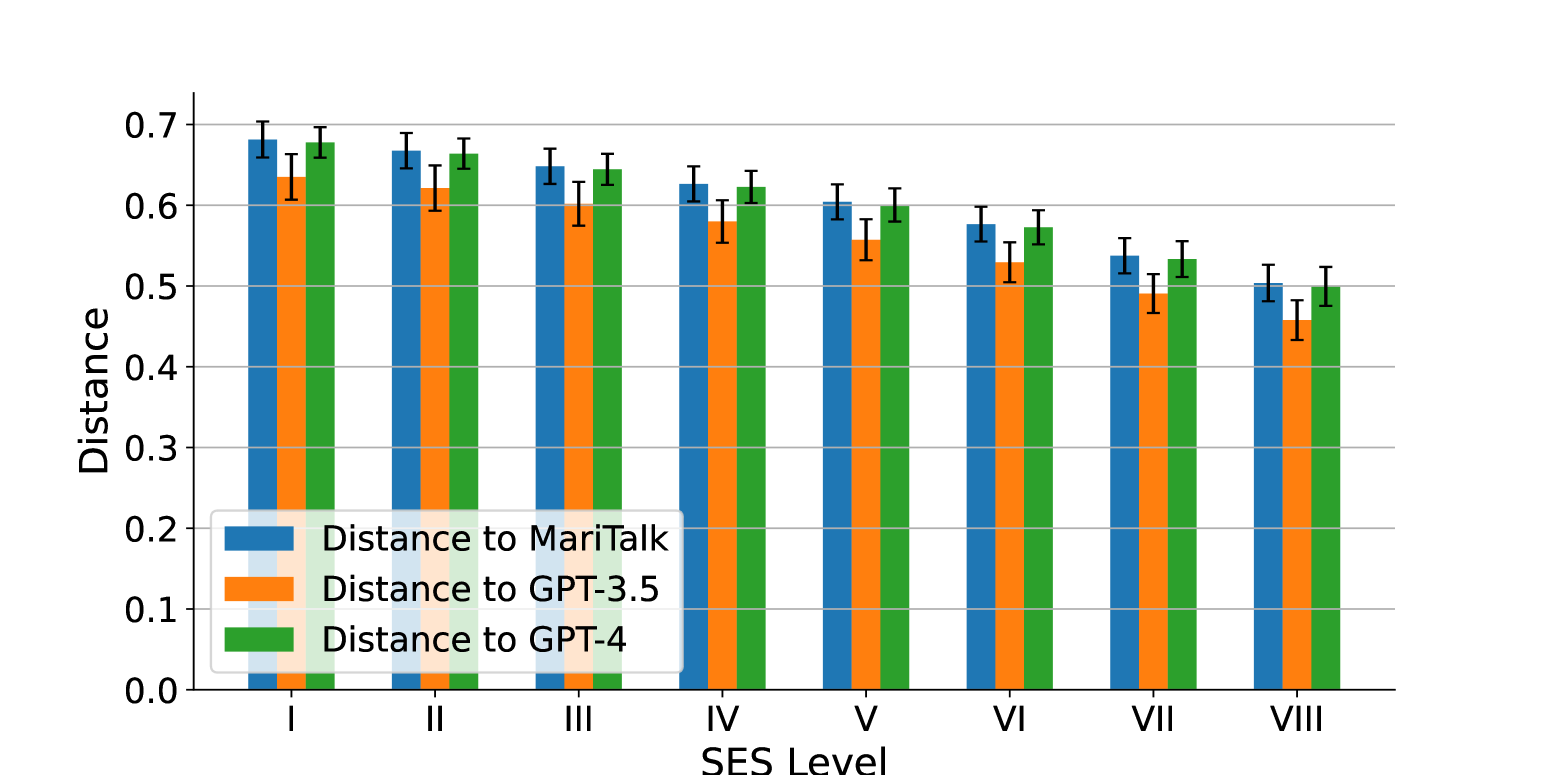 Distance
0.7
0.6
0.5
0.4
0.3
0.2
0.1
0.0
Distance to MariTalk
Distance to GPT-3.5
Distance to GPT-4
I II III IV V VI VII VIII
SES Level